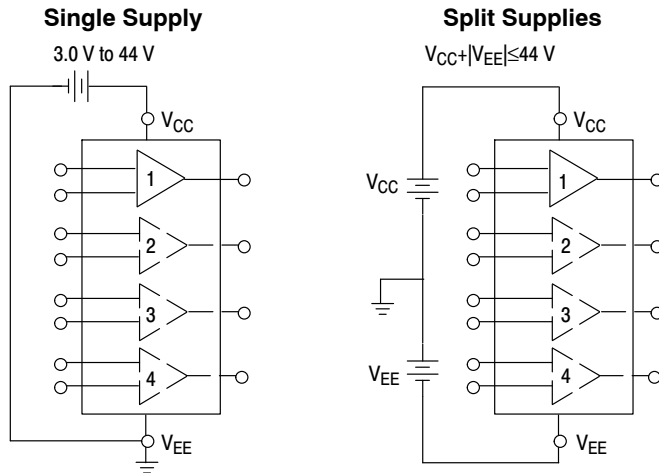 Single Supply
3.0 V to 44 V
VCC
1
2
3
4
VEE
Split Supplies
VCC+|VEE|≤44 V
VCC
VCC
1
2
3
VEE
4
VEE